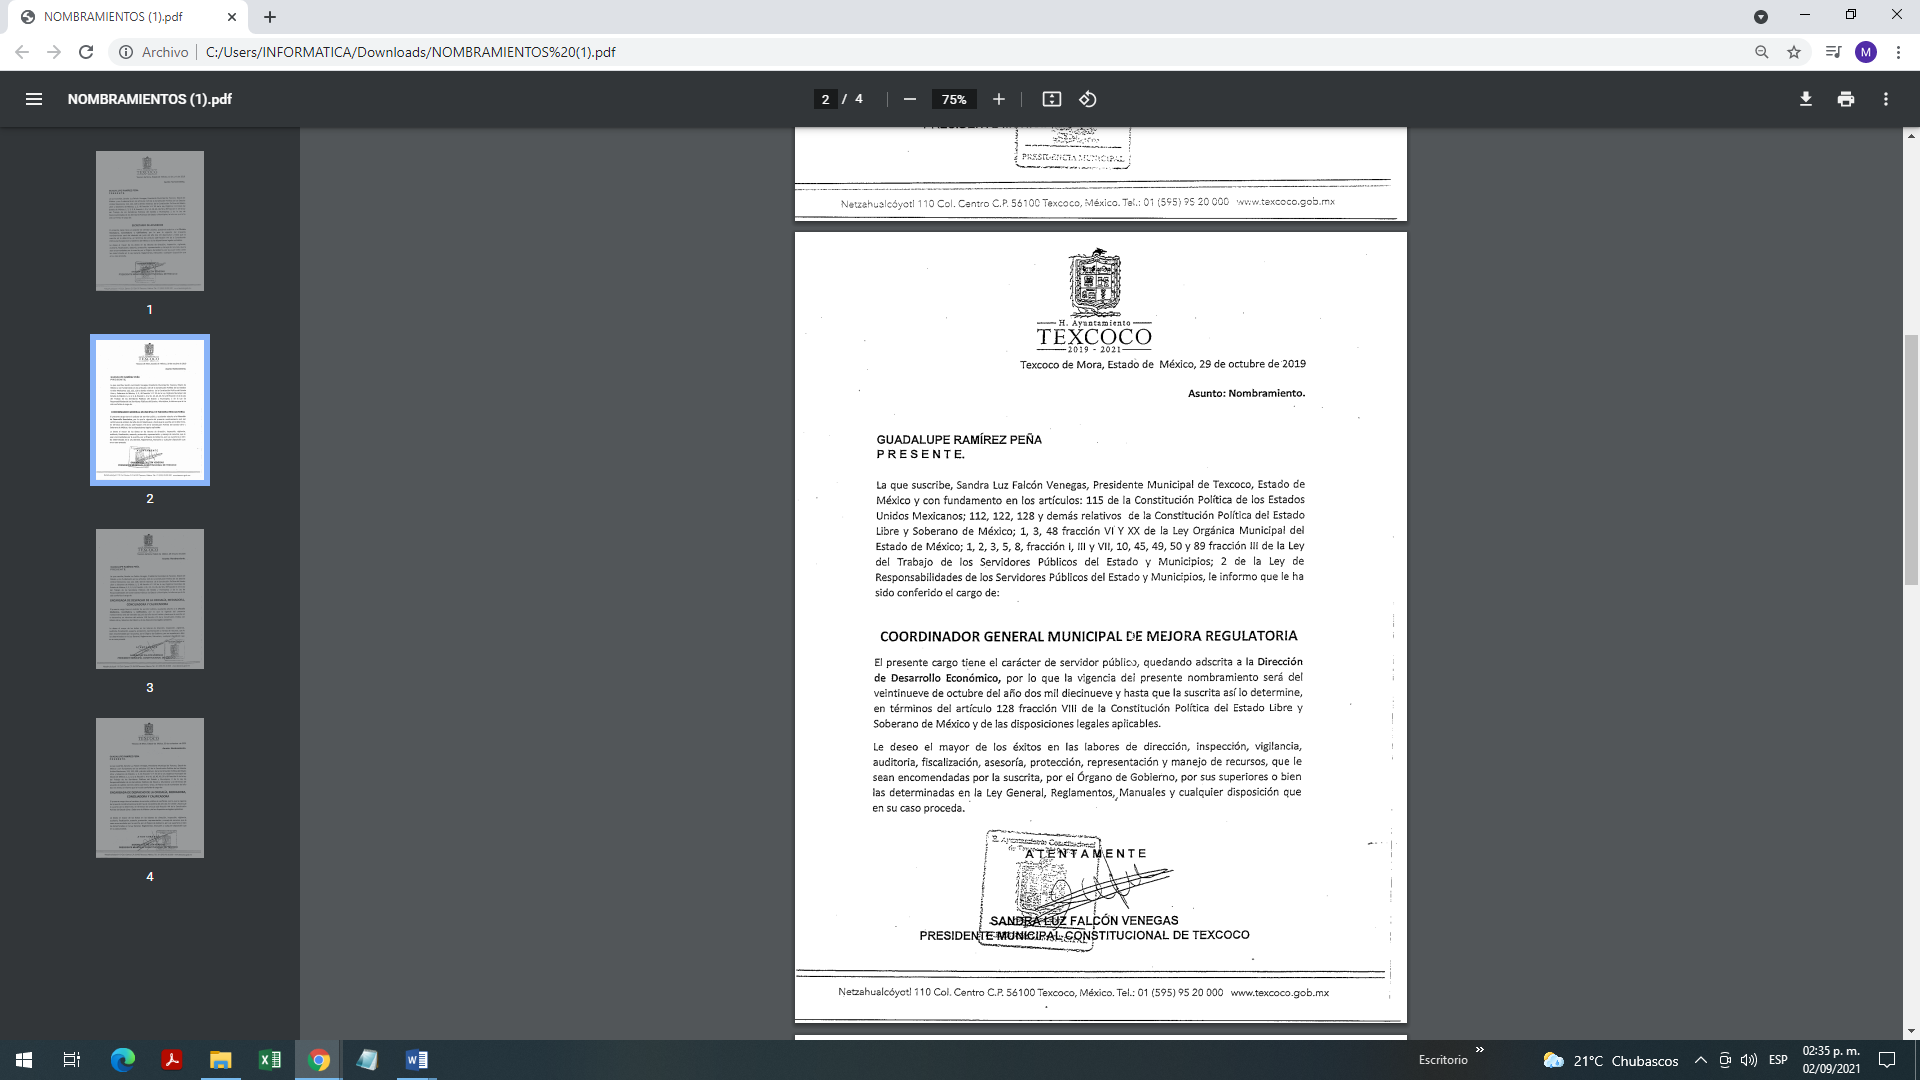 NOMBRAMIENTOS (1).pdf
Archivo
C:/Users/INFORMATICA/Downloads/NOMBRAMIENTOS%20(1).pdf
M
NOMBRAMIENTOS (1).pdf
2 / 4
75%
1
2
3
4
PRESIDENCIA MUNICIPAL
Netzahualcóyotl 110 Col. Centro C.P. 56100 Texcoco, México. Tel.: 01 (595) 95 20 000 www.texcoco.gob.mx
H. Ayuntamiento
TEXCOCO
2019 - 2021
Texcoco de Mora, Estado de México, 29 de octubre de 2019
Asunto: Nombramiento.
GUADALUPE RAMÍREZ PEÑA
P R E S E N T E.
La que suscribe, Sandra Luz Falcón Venegas, Presidente Municipal de Texcoco, Estado de
México y con fundamento en los artículos: 115 de la Constitución Política de los Estados
Unidos Mexicanos; 112, 122, 128 y demás relativos de la Constitución Política del Estado
Libre y Soberano de México; 1, 3, 48 fracción VI Y XX de la Ley Orgánica Municipal del
Estado de México; 1, 2, 3, 5, 8, fracción I, III y VII, 10, 45, 49, 50 y 89 fracción III de la Ley
del Trabajo de los Servidores Públicos del Estado y Municipios; 2 de la Ley de
Responsabilidades de los Servidores Públicos del Estado y Municipios, le informo que le ha
sido conferido el cargo de:
COORDINADOR GENERAL MUNICIPAL DE MEJORA REGULATORIA
El presente cargo tiene el carácter de servidor público, quedando adscrita a la Dirección
de Desarrollo Económico, por lo que la vigencia del presente nombramiento será del
veintinueve de octubre del año dos mil diecinueve y hasta que la suscrita así lo determine,
en términos del artículo 128 fracción VIII de la Constitución Política del Estado Libre y
Soberano de México y de las disposiciones legales aplicables.
Le deseo el mayor de los éxitos en las labores de dirección, inspección, vigilancia,
auditoria, fiscalización, asesoría, protección, representación y manejo de recursos, que le
sean encomendadas por la suscrita, por el Órgano de Gobierno, por sus superiores o bien
las determinadas en la Ley General, Reglamentos, Manuales y cualquier disposición que
en su caso proceda.
H. Ayuntamiento Constitucional
A T E N T A M E N T E
SANDRA LUZ FALCÓN VENEGAS
PRESIDENTE MUNICIPAL CONSTITUCIONAL DE TEXCOCO
Netzahualcóyotl 110 Col. Centro C.P. 56100 Texcoco, México. Tel.: 01 (595) 95 20 000 www.texcoco.gob.mx
Escritorio
21°C Chubascos
ESP
02:35 p. m.
02/09/2021